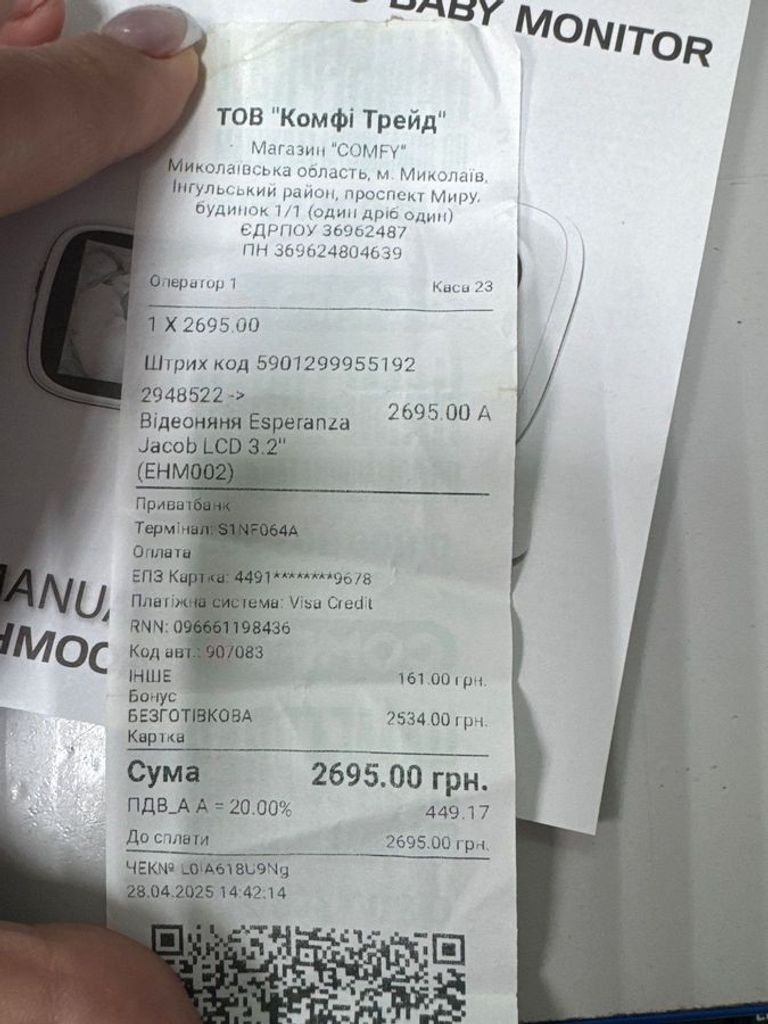 BABY MONITOR
ТОВ "Комфі Трейд"
Магазин "COMFY"
Миколаївська область, м. Миколаїв,
Інгульський район, проспект Миру,
будинок 1/1 (один дріб один)
ЄДРПОУ 36962487
ПН 369624804639
Оператор 1 Каса 23
1 X 2695.00
Штрих код 5901299955192
2948522 ->
Відеоняня Esperanza 2695.00 А
Jacob LCD 3.2"
(EHM002)
Приватбанк
Термінал: S1NF064A
Оплата
ЕПЗ Картка: 4491********9678
Платіжна система: Visa Credit
RNN: 096661198436
Код авт.: 907083
ІНШЕ 161.00 грн.
Бонус
БЕЗГОТІВКОВА 2534.00 грн.
Картка
Сума 2695.00 грн.
ПДВ_А А = 20.00% 449.17
До сплати 2695.00 грн.
ЧЕК№ L0iA618U9Ng
28.04.2025 14:42:14